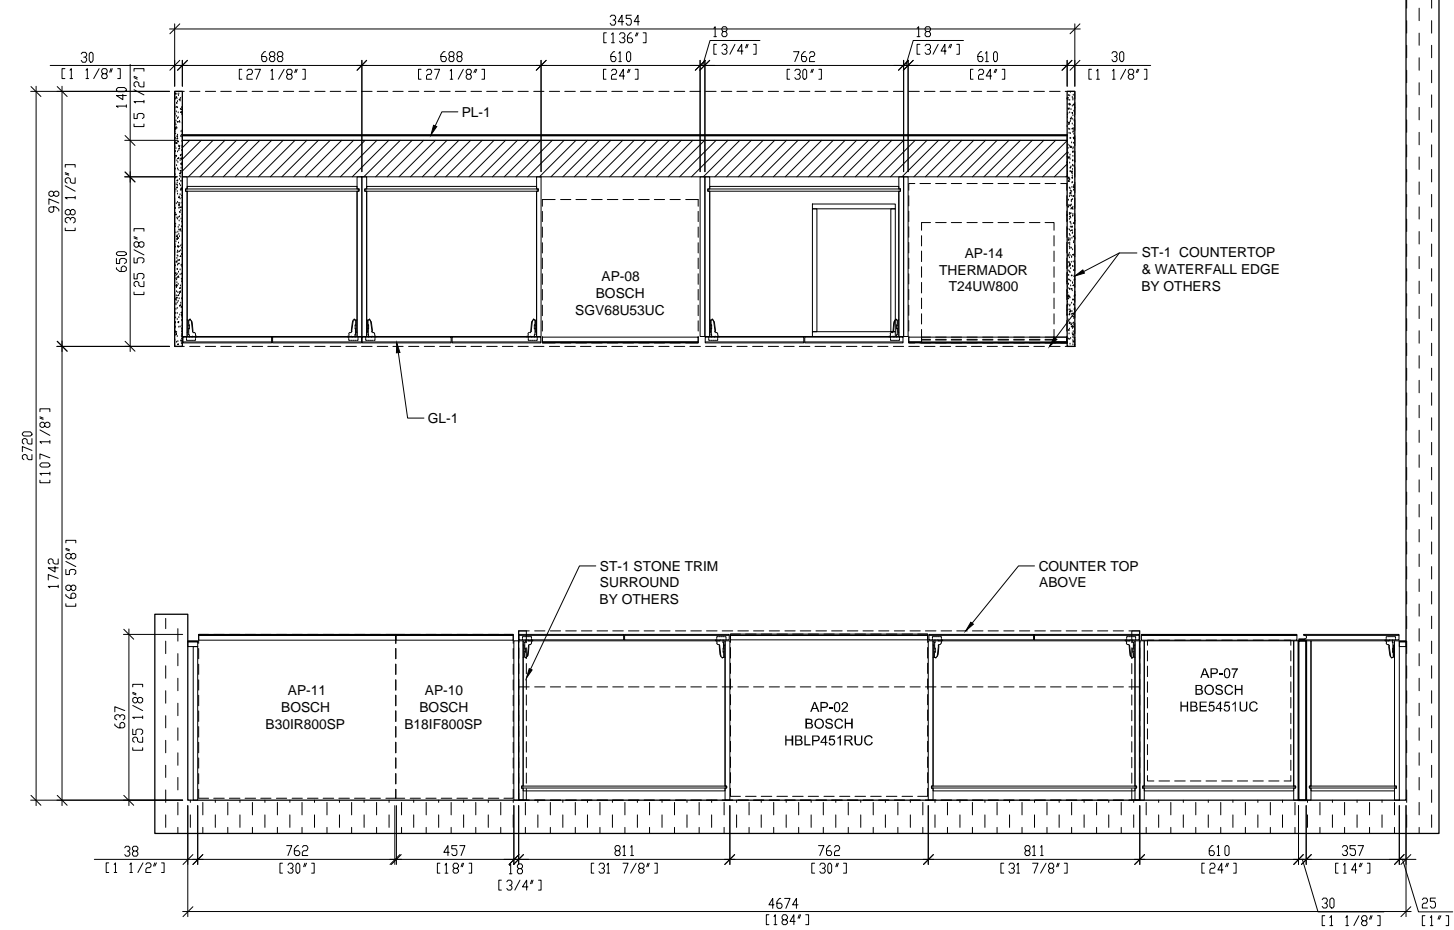 3454
[136"]
18
[3/4"]
18
[3/4"]
30
[1 1/8"]
688
[27 1/8"]
688
[27 1/8"]
610
[24"]
762
[30"]
610
[24"]
30
[1 1/8"]
140
[5 1/2"]
PL-1
978
[38 1/2"]
650
[25 5/8"]
AP-08
BOSCH
SGV68U53UC
AP-14
THERMADOR
T24UW800
ST-1 COUNTERTOP
& WATERFALL EDGE
BY OTHERS
GL-1
2720
[107 1/8"]
1742
[68 5/8"]
ST-1 STONE TRIM
SURROUND
BY OTHERS
COUNTER TOP
ABOVE
637
[25 1/8"]
AP-11
BOSCH
B30IR800SP
AP-10
BOSCH
B18IF800SP
AP-02
BOSCH
HBLP451RUC
AP-07
BOSCH
HBE5451UC
38
[1 1/2"]
762
[30"]
457
[18"]
18
[3/4"]
811
[31 7/8"]
762
[30"]
811
[31 7/8"]
610
[24"]
357
[14"]
4674
[184"]
30
[1 1/8"]
25
[1"]